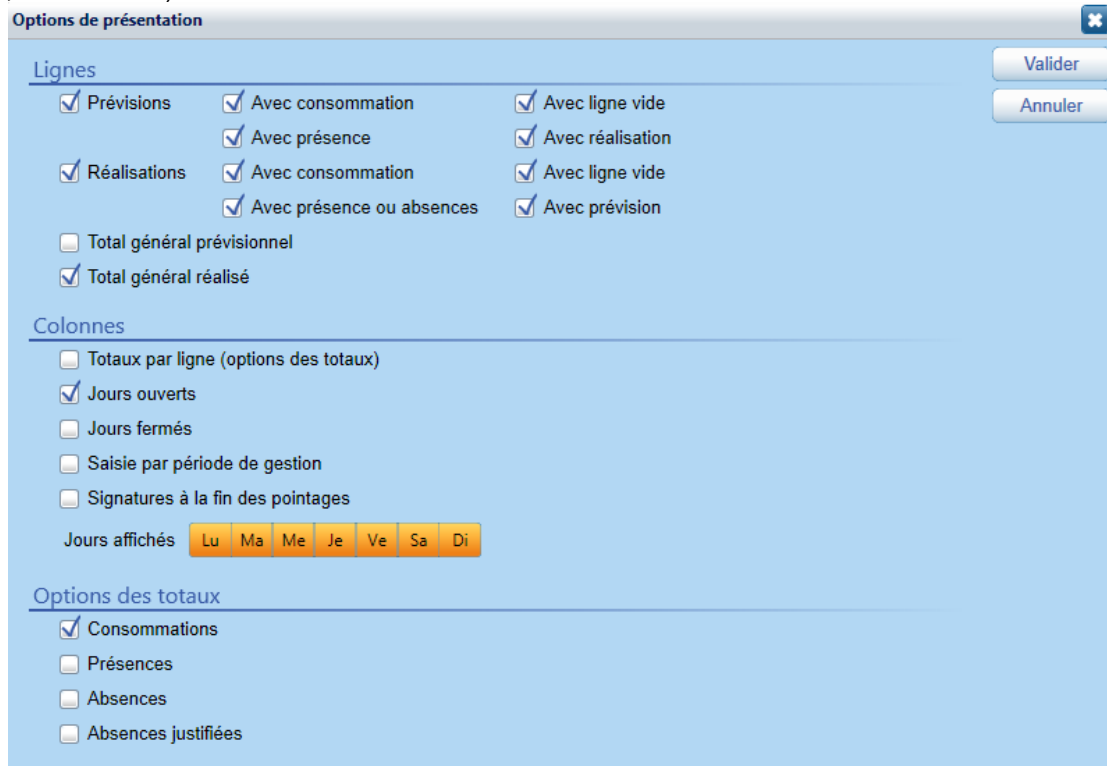 Options de présentation
Valider
Annuler
Lignes
Prévisions Avec consommation Avec ligne vide
Avec présence Avec réalisation
Réalisations Avec consommation Avec ligne vide
Avec présence ou absences Avec prévision
Total général prévisionnel
Total général réalisé
Colonnes
Totaux par ligne (options des totaux)
Jours ouverts
Jours fermés
Saisie par période de gestion
Signatures à la fin des pointages
Jours affichés Lu Ma Me Je Ve Sa Di
Options des totaux
Consommations
Présences
Absences
Absences justifiées